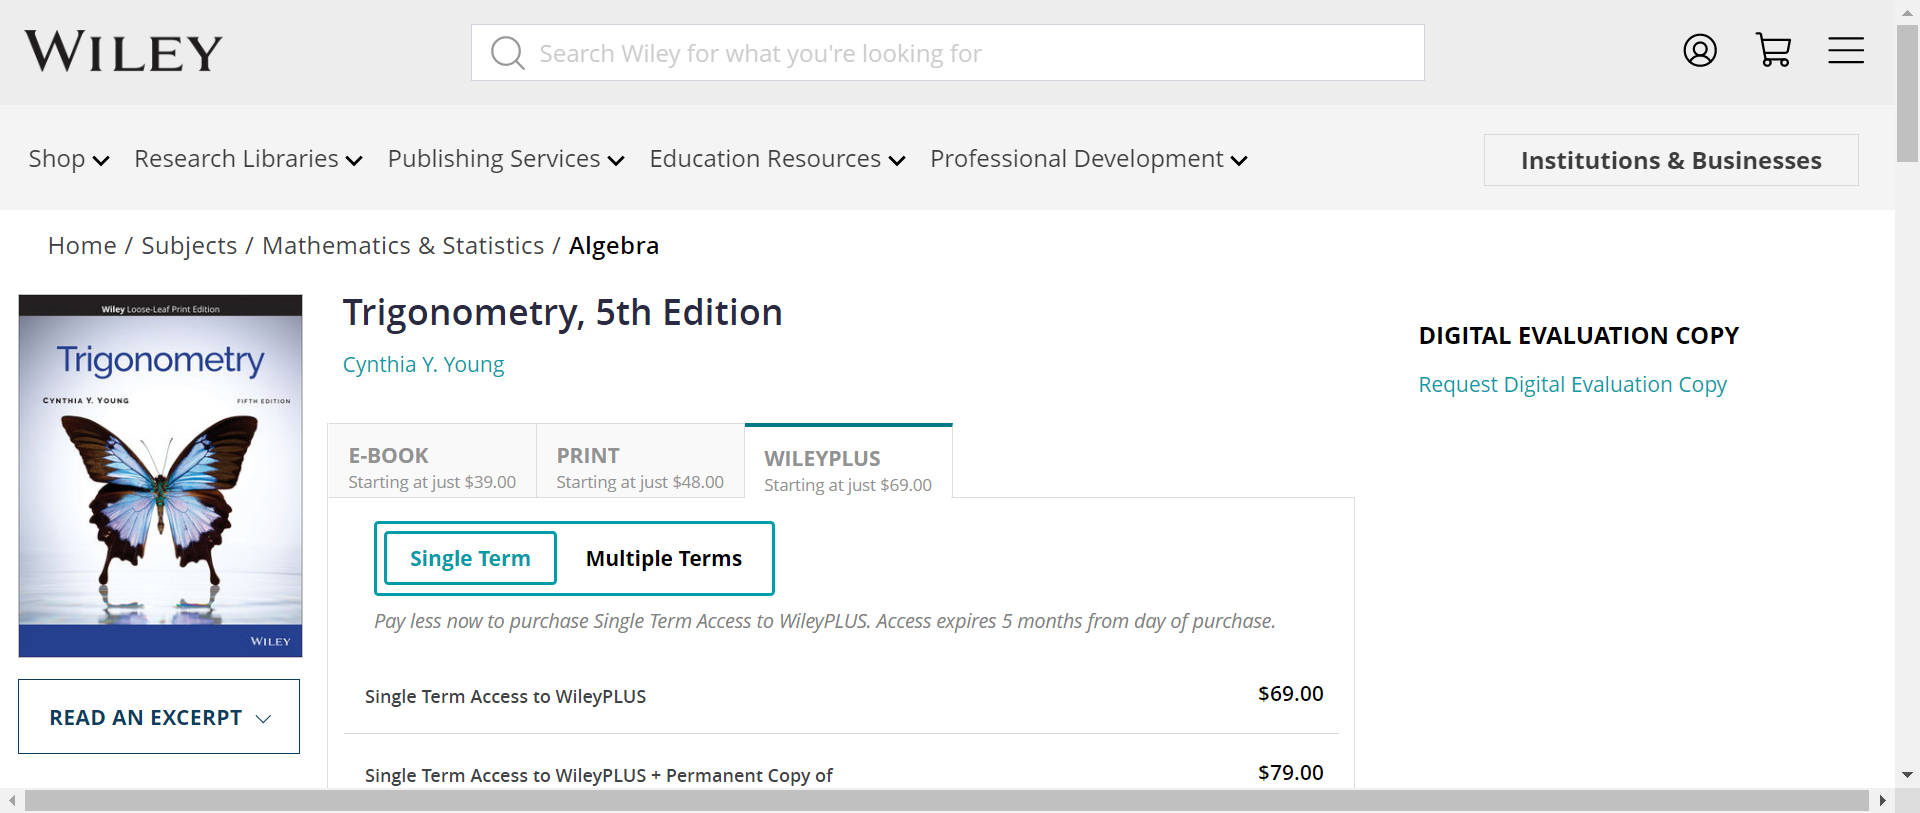 WILEY
Search Wiley for what you're looking for
Shop
Research Libraries
Publishing Services
Education Resources
Professional Development
Institutions & Businesses
Home / Subjects / Mathematics & Statistics / Algebra
Wiley Loose-Leaf Print Edition
Trigonometry
CYNTHIA Y. YOUNG
FIFTH EDITION
WILEY
READ AN EXCERPT
Trigonometry, 5th Edition
Cynthia Y. Young
DIGITAL EVALUATION COPY
Request Digital Evaluation Copy
E-BOOK
Starting at just $39.00
PRINT
Starting at just $48.00
WILEYPLUS
Starting at just $69.00
Single Term
Multiple Terms
Pay less now to purchase Single Term Access to WileyPLUS. Access expires 5 months from day of purchase.
Single Term Access to WileyPLUS
$69.00
Single Term Access to WileyPLUS + Permanent Copy of
$79.00